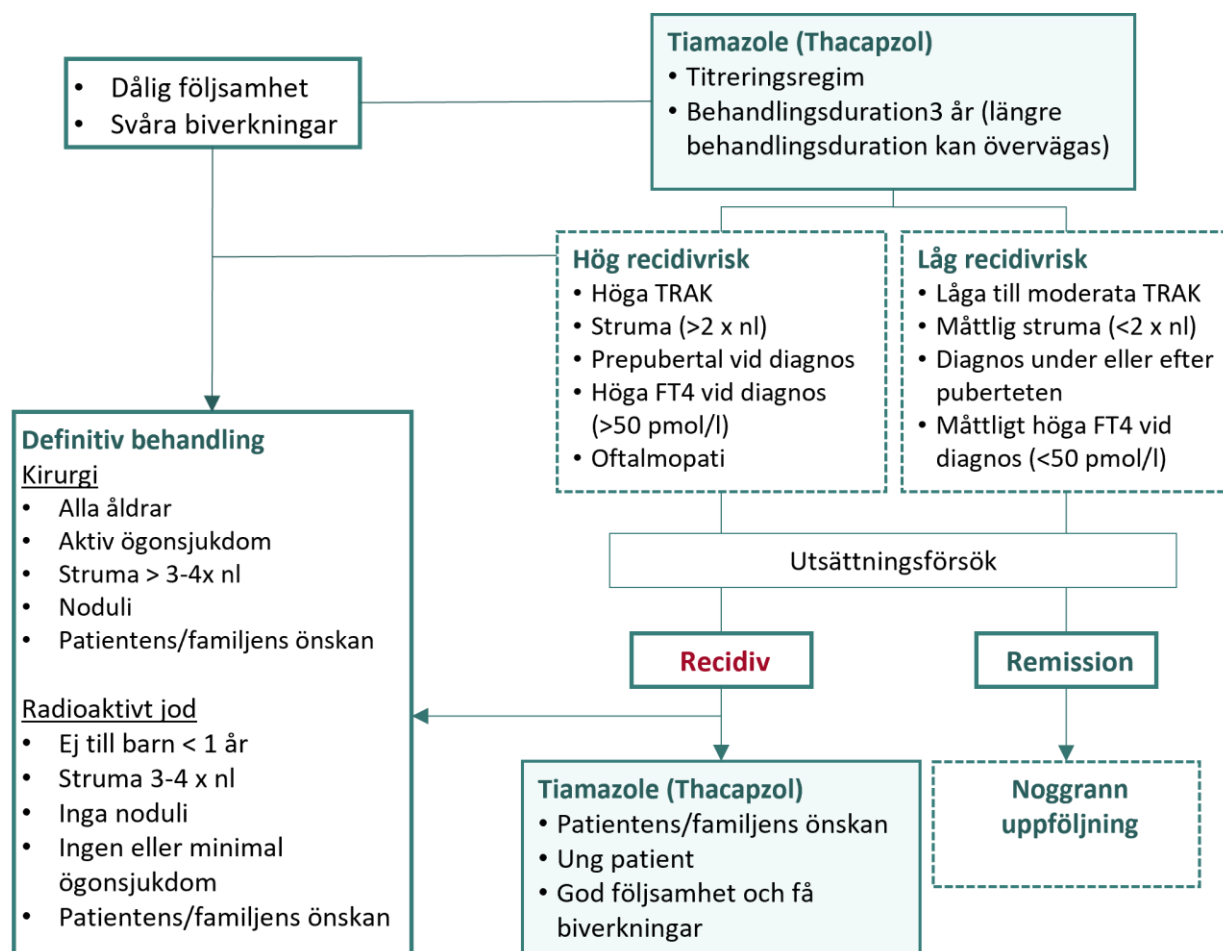 Tiamazole (Thacapzol)
• Titreringsregim
• Behandlingsduration3 år (längre
behandlingsduration kan övervägas)
• Dålig följsamhet
• Svåra biverkningar
Hög recidivrisk
• Höga TRAK
• Struma (>2 x nl)
• Prepubertal vid diagnos
• Höga FT4 vid diagnos
(>50 pmol/l)
• Oftalmopati
Låg recidivrisk
• Låga till moderata TRAK
• Måttlig struma (<2 x nl)
• Diagnos under eller efter
puberteten
• Måttligt höga FT4 vid
diagnos (<50 pmol/l)
Definitiv behandling
Kirurgi
• Alla åldrar
• Aktiv ögonsjukdom
• Struma > 3-4x nl
• Noduli
• Patientens/familjens önskan
Radioaktivt jod
• Ej till barn < 1 år
• Struma 3-4 x nl
• Inga noduli
• Ingen eller minimal
ögonsjukdom
• Patientens/familjens önskan
Utsättningsförsök
Recidiv
Remission
Tiamazole (Thacapzol)
• Patientens/familjens önskan
• Ung patient
• God följsamhet och få
biverkningar
Noggrann
uppföljning